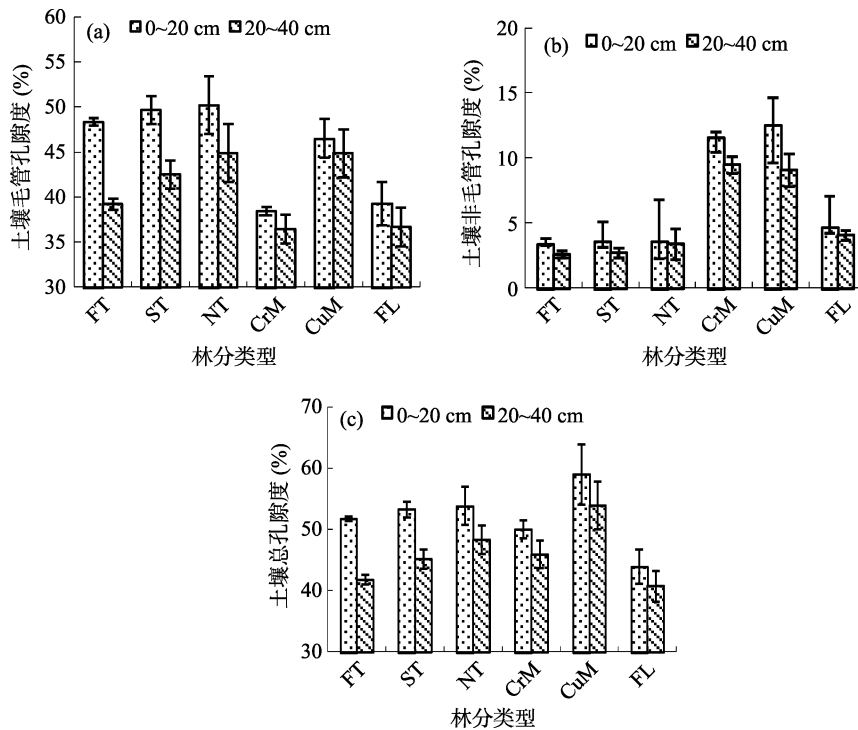 (a) 0~20 cm 20~40 cm
土壤毛管孔隙度 (%)
60
55
50
45
40
35
30
FT ST NT CrM CuM FL
林分类型
(b) 0~20 cm 20~40 cm
土壤非毛管孔隙度 (%)
20
15
10
5
0
FT ST NT CrM CuM FL
林分类型
(c) 0~20 cm 20~40 cm
土壤总孔隙度 (%)
70
60
50
40
30
FT ST NT CrM CuM FL
林分类型